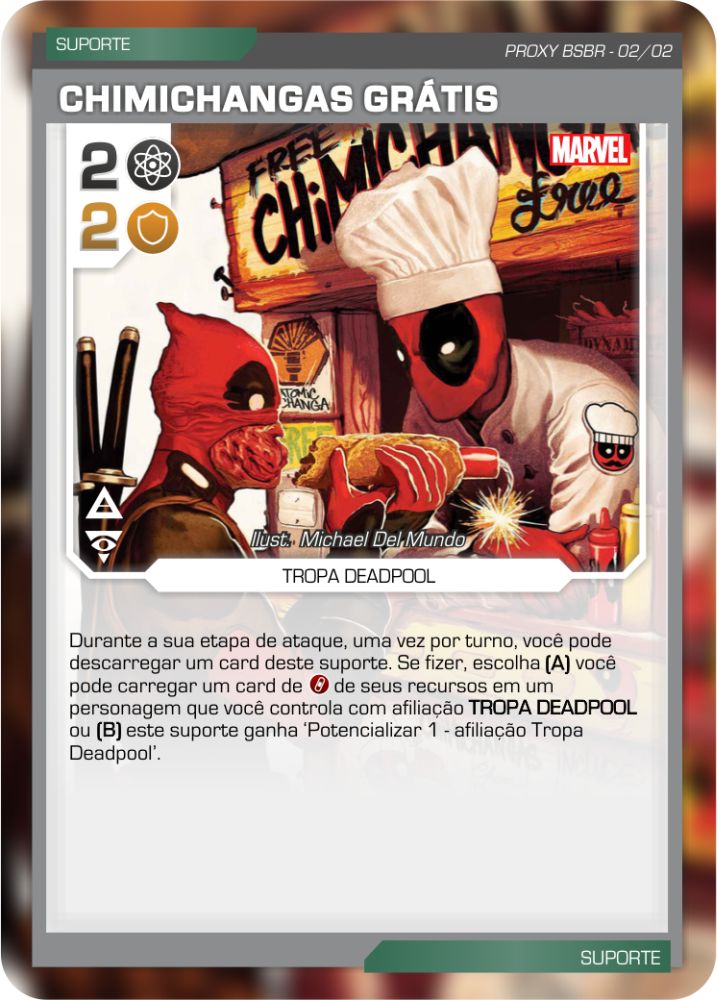 SUPORTE
PROXY BSBR - 02/02
CHIMICHANGAS GRÁTIS
2
2
MARVEL
FREE
CHIMICHANGA
free
DYNAM
ATOMIC
CHANGA
FREE
Ilust. Michael Del Mundo
TROPA DEADPOOL
Durante a sua etapa de ataque, uma vez por turno, você pode
descarregar um card deste suporte. Se fizer, escolha (A) você
pode carregar um card de de seus recursos em um
personagem que você controla com afiliação TROPA DEADPOOL
ou (B) este suporte ganha ‘Potencializar 1 - afiliação Tropa
Deadpool’.
SUPORTE